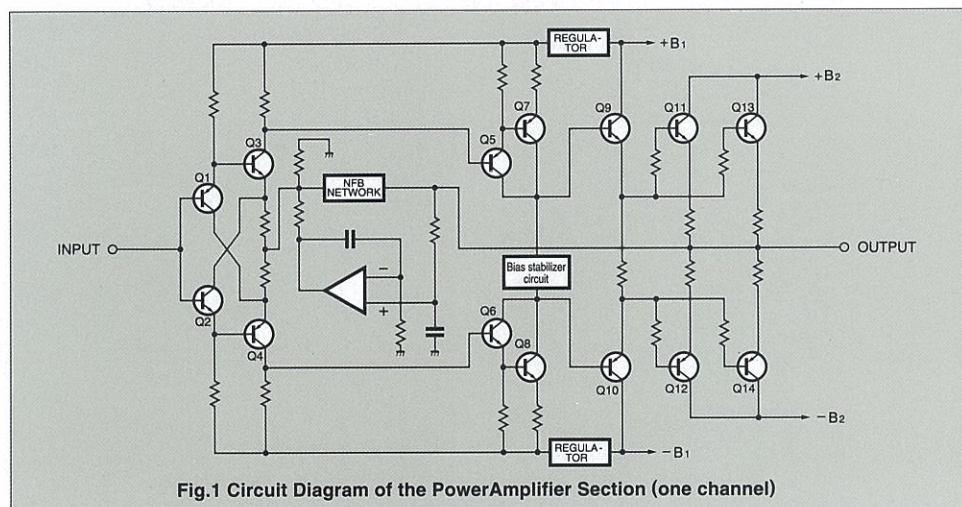 REGULA-
TOR
+B1
+B2
Q7
Q9
Q11
Q13
Q3
Q5
Q1
NFB
NETWORK
INPUT
OUTPUT
Bias stabilizer
circuit
−
+
Q6
Q2
Q4
Q8
Q10
Q12
Q14
−B2
REGULA-
TOR
−B1
Fig.1 Circuit Diagram of the PowerAmplifier Section (one channel)